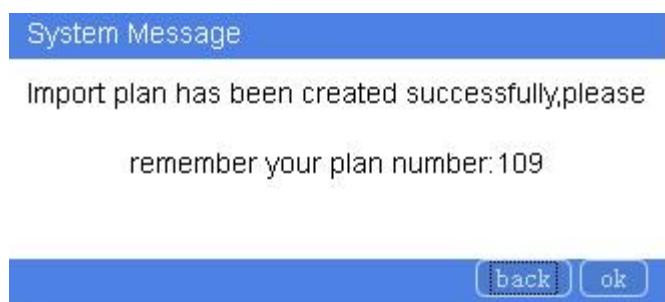 System Message
Import plan has been created successfully,please
remember your plan number:109
back ok